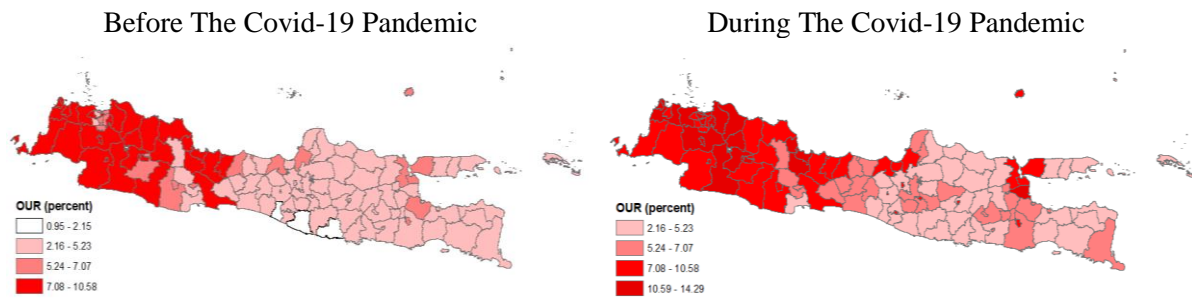 Before The Covid-19 Pandemic
During The Covid-19 Pandemic
OUR (percent)
0.95 - 2.15
2.16 - 5.23
5.24 - 7.07
7.08 - 10.58
OUR (percent)
2.16 - 5.23
5.24 - 7.07
7.08 - 10.58
10.59 - 14.29